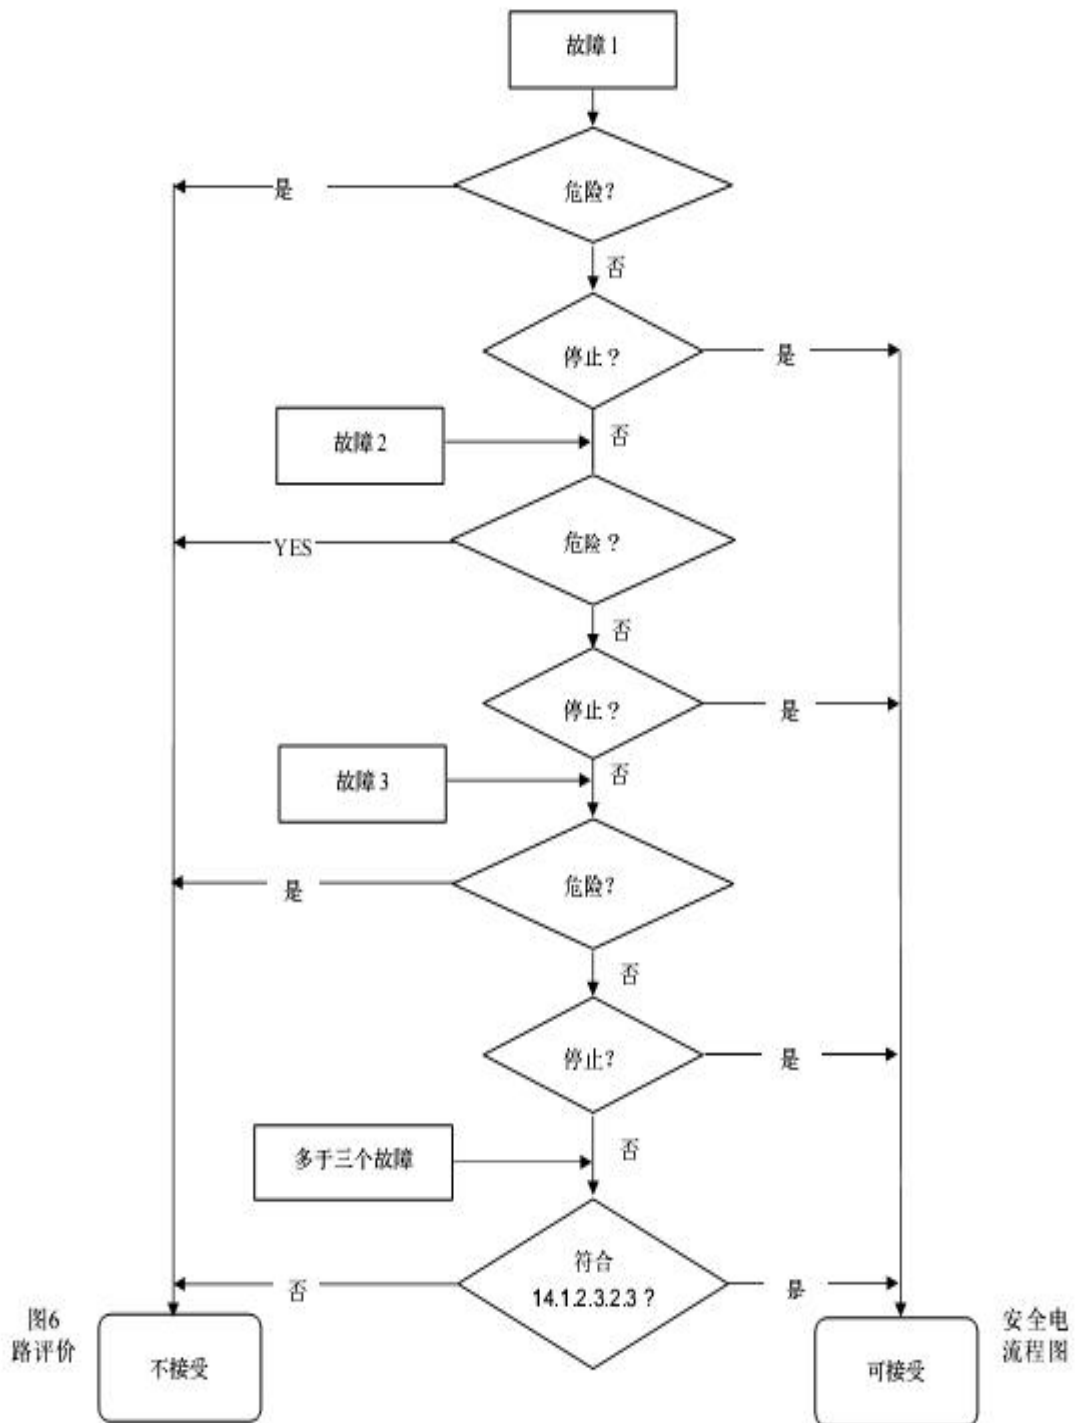 故障 1
危险？
是
否
停止？
是
故障 2
否
危险？
YES
否
停止？
是
故障 3
否
危险？
是
否
停止？
是
多于三个故障
否
符合
14.1.2.3.2.3？
否
是
图6
路评价
不接受
可接受
安全电
流程图